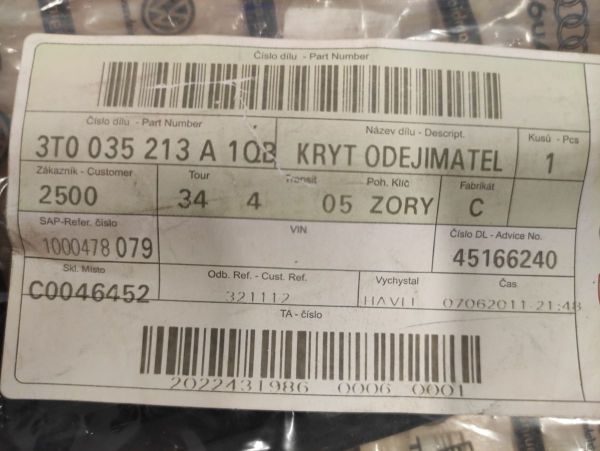 Číslo dílu - Part Number
Číslo dílu - Part Number
Název dílu - Descript.
Kusů - Pcs
3T0 035 213 A 1QB
KRYT ODEJIMATEL
1
Zákazník - Customer
Tour
Transit
Poh. Klíč
Fabrikát
2500
34
4
05 ZORY
C
SAP-Refer. číslo
VIN
Číslo DL - Advice No.
1000478 079
45166240
Skl. Místo
Odb. Ref. - Cust. Ref.
Vychystal
Čas
C0046452
321112
07062011-21:48
TA - číslo
2022431986 0006 0001